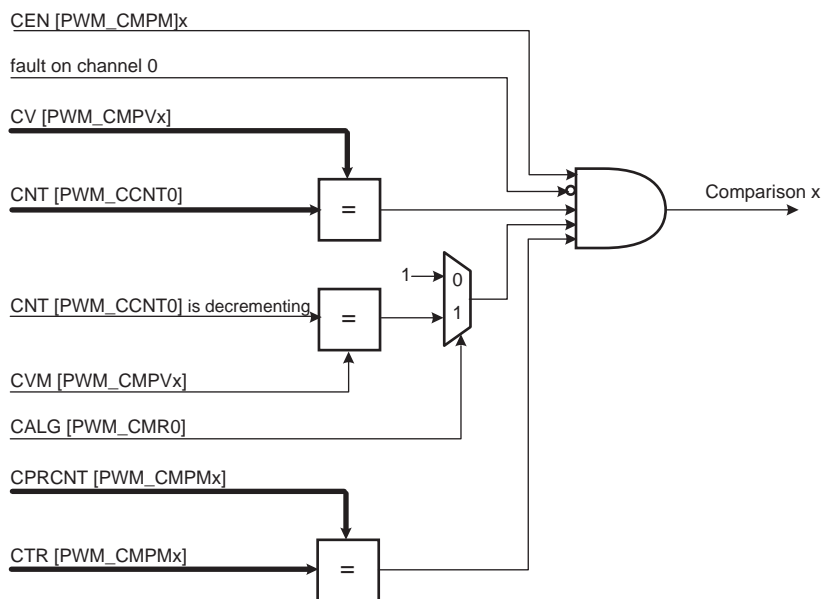 CEN [PWM_CMPM]x
fault on channel 0
CV [PWM_CMPVx]
Comparison x
CNT [PWM_CCNT0]
=
1
0
CNT [PWM_CCNT0] is decrementing
=
1
CVM [PWM_CMPVx]
CALG [PWM_CMR0]
CPRCNT [PWM_CMPMx]
CTR [PWM_CMPMx]
=